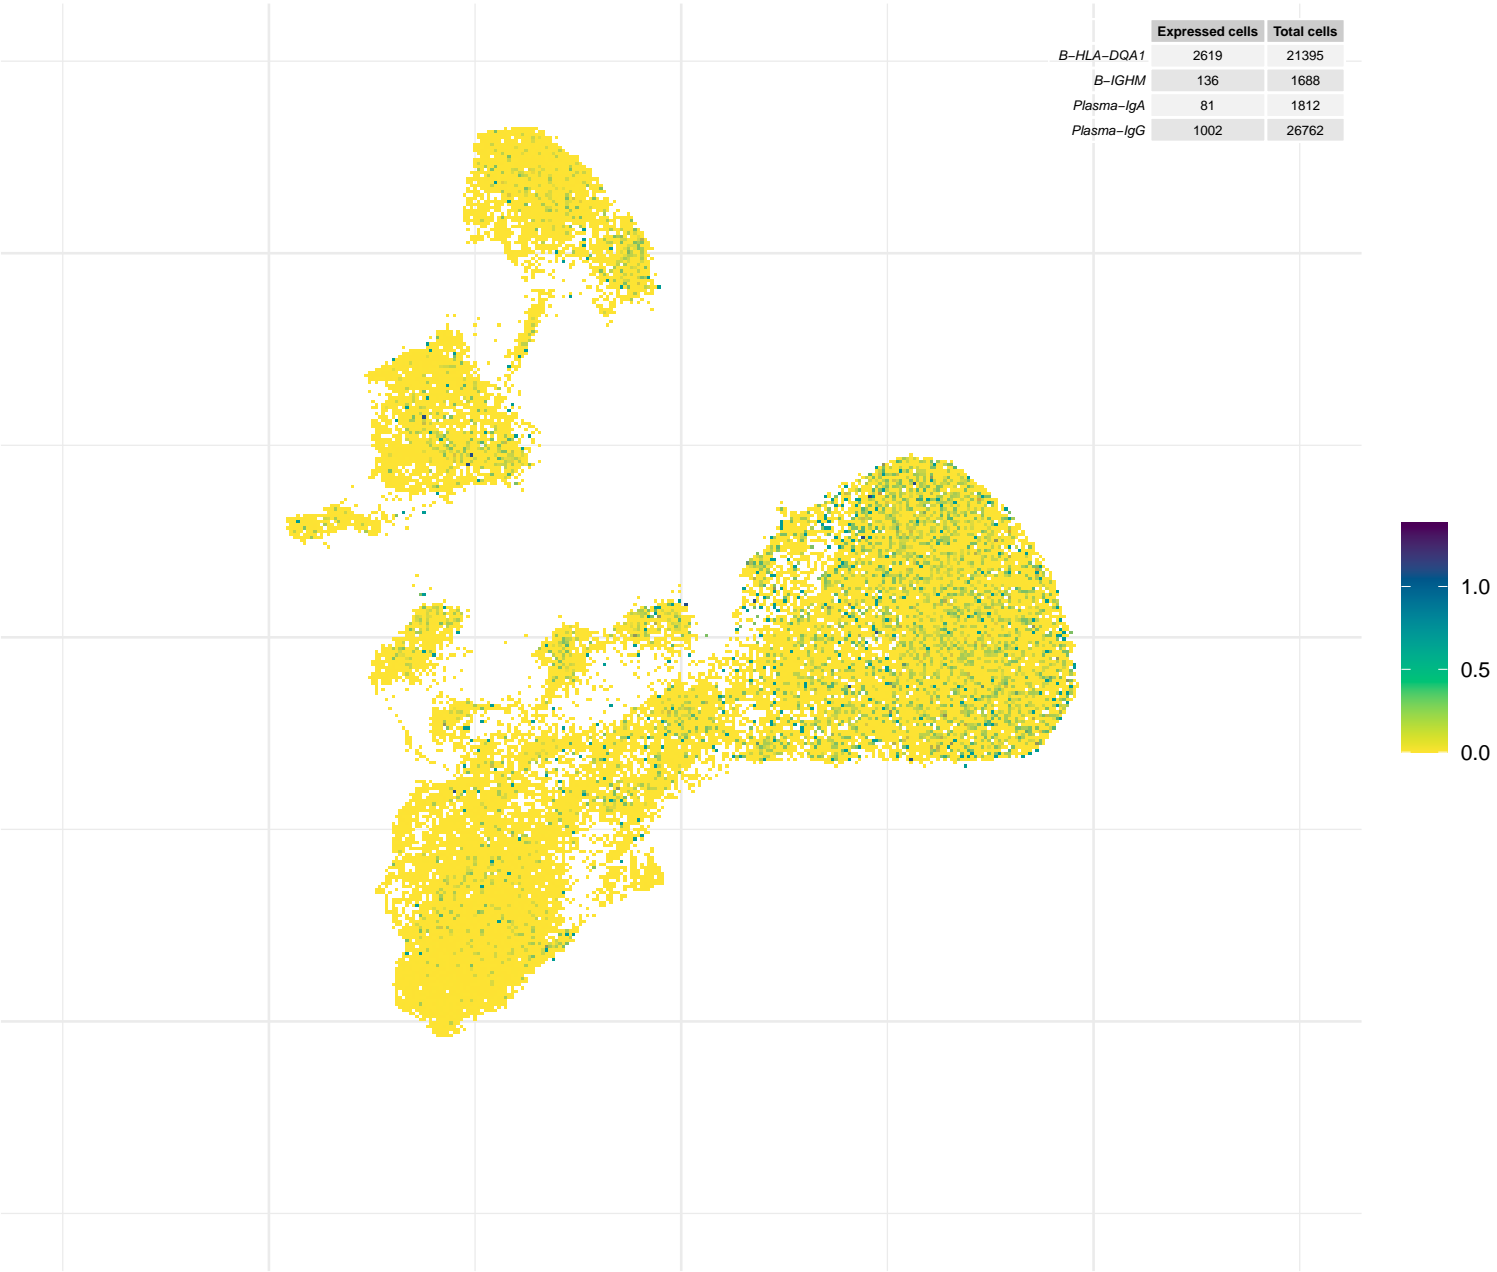 Expressed cells Total cells
B−HLA−DQA1 2619 21395
B−IGHM 136 1688
Plasma−IgA 81 1812
Plasma−IgG 1002 26762
1.0
0.5
0.0